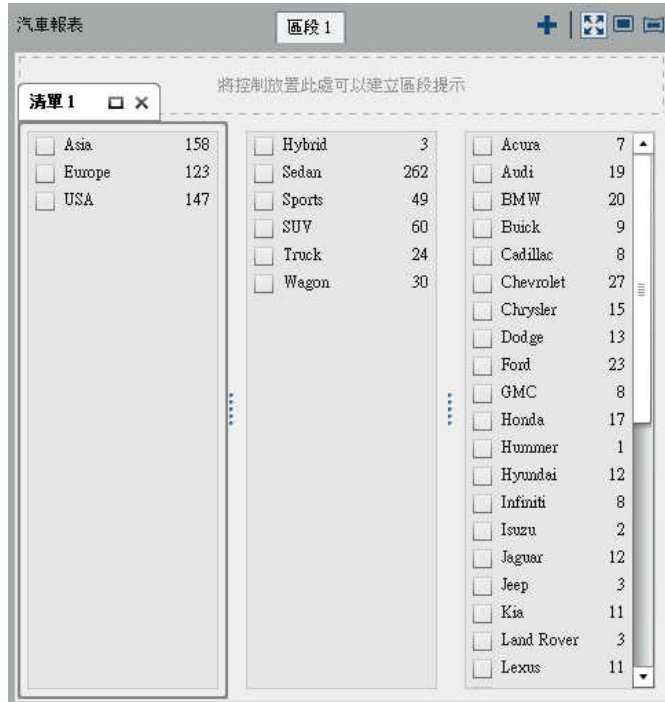 汽車報表
區段 1
將控制放置此處可以建立區段提示
清單 1
Asia 158
Europe 123
USA 147
Hybrid 3
Sedan 262
Sports 49
SUV 60
Truck 24
Wagon 30
Acura 7
Audi 19
BMW 20
Buick 9
Cadillac 8
Chevrolet 27
Chrysler 15
Dodge 13
Ford 23
GMC 8
Honda 17
Hummer 1
Hyundai 12
Infiniti 8
Isuzu 2
Jaguar 12
Jeep 3
Kia 11
Land Rover 3
Lexus 11